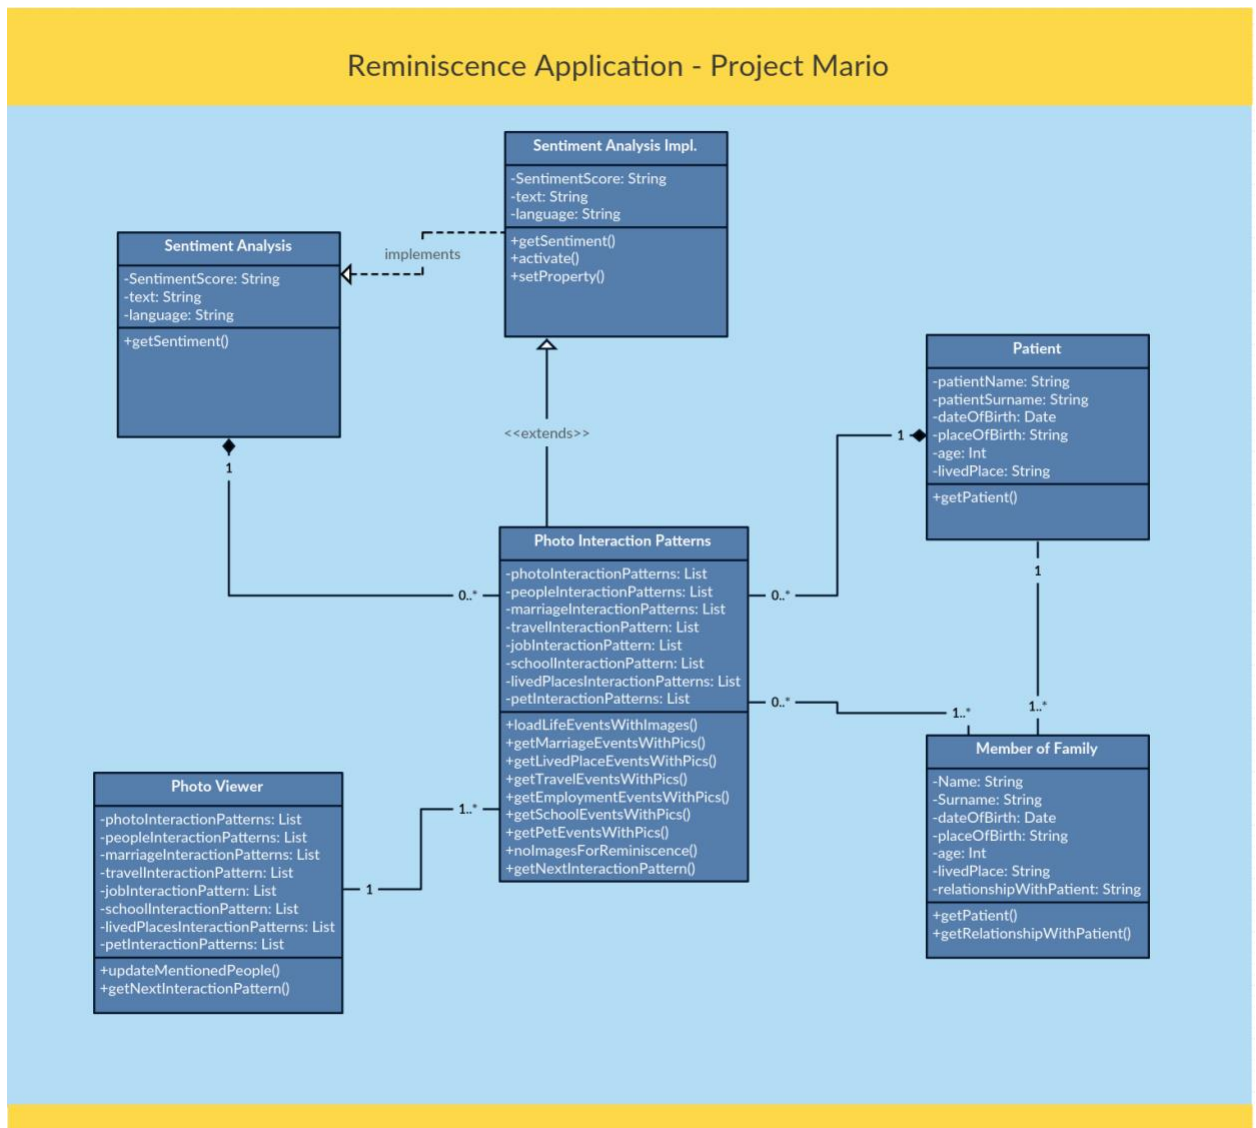 Reminiscence Application - Project Mario
Sentiment Analysis Impl.
-SentimentScore: String
-text: String
-language: String
+getSentiment()
+activate()
+setProperty()
implements
Sentiment Analysis
-SentimentScore: String
-text: String
-language: String
+getSentiment()
1
0..*
<<extends>>
Patient
-patientName: String
-patientSurname: String
-dateOfBirth: Date
-placeOfBirth: String
-age: Int
-livedPlace: String
+getPatient()
1
0..*
1
1..*
Photo Interaction Patterns
-photoInteractionPatterns: List
-peopleInteractionPatterns: List
-marriageInteractionPatterns: List
-travelInteractionPattern: List
-jobInteractionPattern: List
-schoolInteractionPattern: List
-livedPlacesInteractionPatterns: List
-petInteractionPatterns: List
+loadLifeEventsWithImages()
+getMarriageEventsWithPics()
+getLivedPlaceEventsWithPics()
+getTravelEventsWithPics()
+getEmploymentEventsWithPics()
+getSchoolEventsWithPics()
+getPetEventsWithPics()
+noImagesForReminiscence()
+getNextInteractionPattern()
0..*
1..*
Member of Family
-Name: String
-Surname: String
-dateOfBirth: Date
-placeOfBirth: String
-age: Int
-livedPlace: String
-relationshipWithPatient: String
+getPatient()
+getRelationshipWithPatient()
Photo Viewer
-photoInteractionPatterns: List
-peopleInteractionPatterns: List
-marriageInteractionPatterns: List
-travelInteractionPattern: List
-jobInteractionPattern: List
-schoolInteractionPattern: List
-livedPlacesInteractionPatterns: List
-petInteractionPatterns: List
+updateMentionedPeople()
+getNextInteractionPattern()
1
1..*